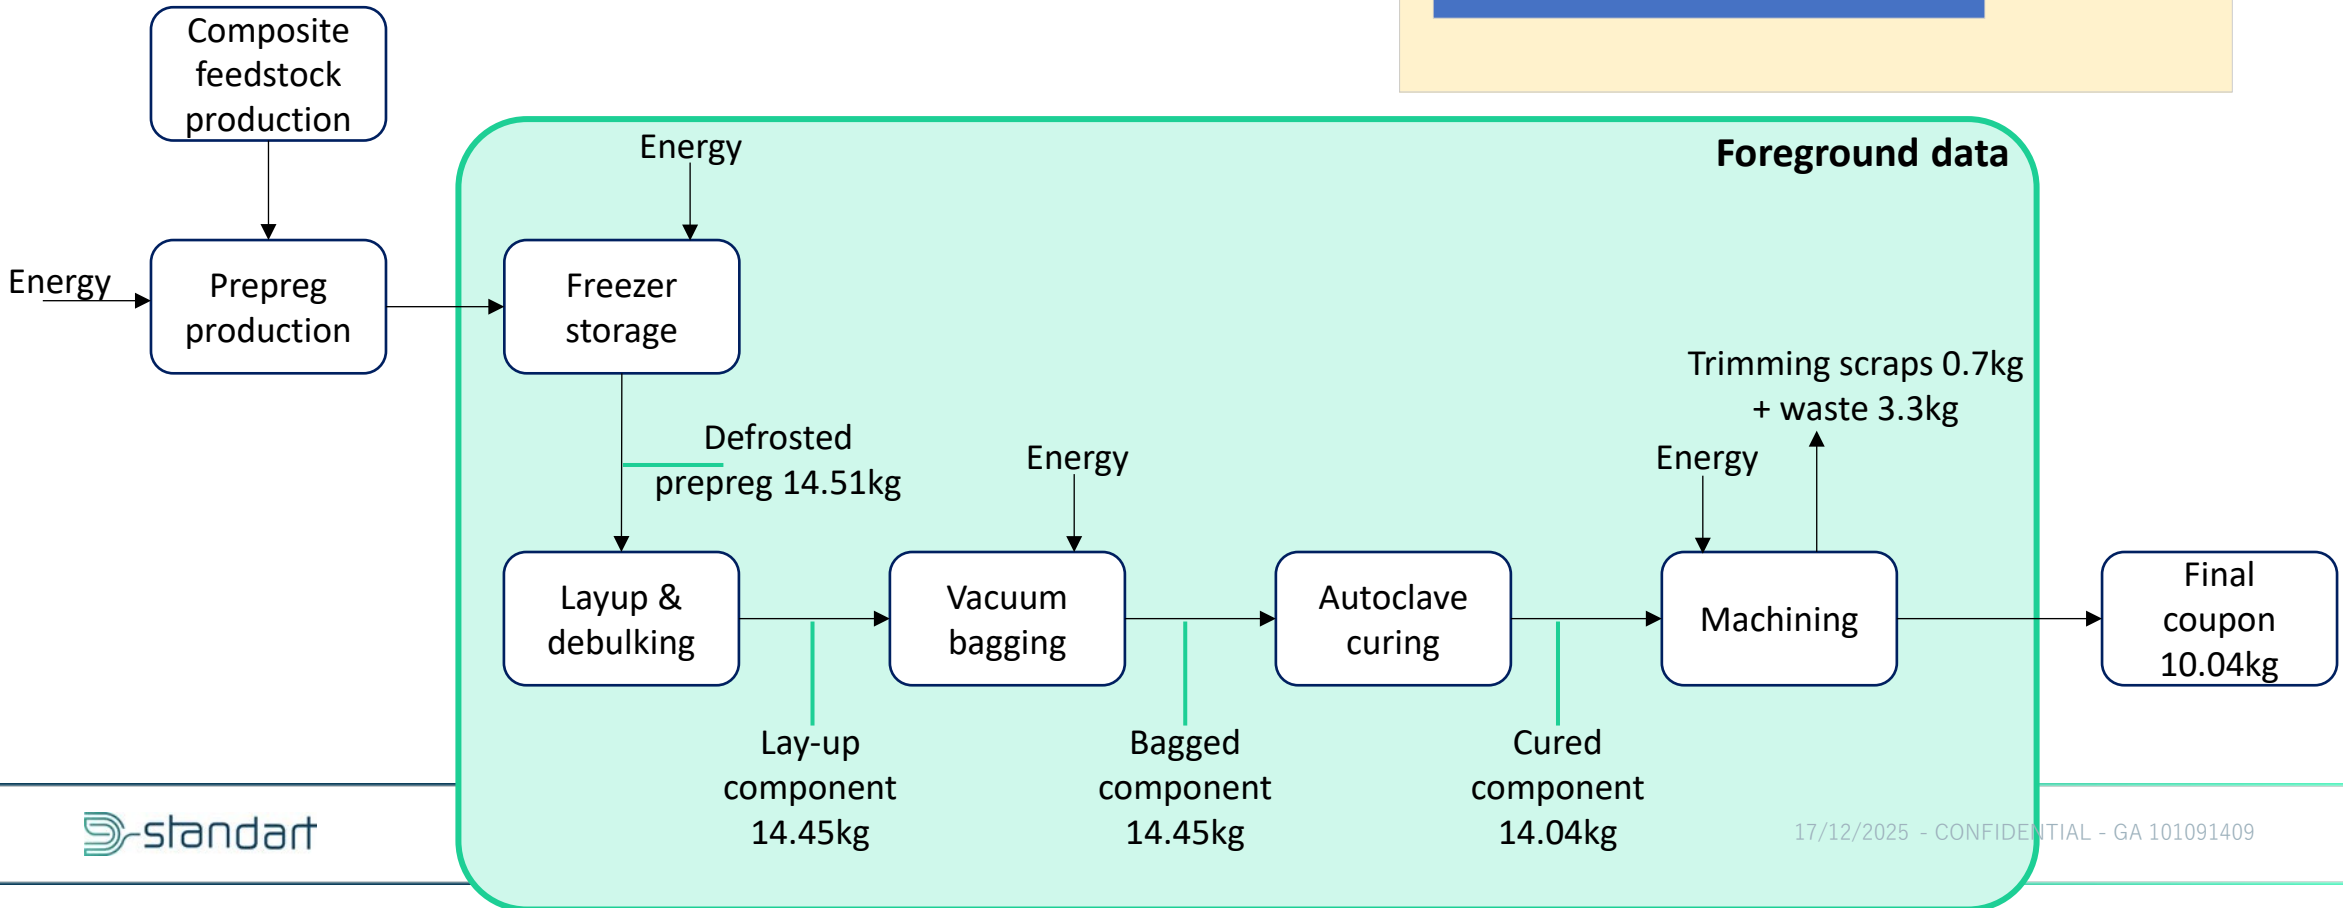 Composite
feedstock
production
Energy
Foreground data
Energy
Prepreg
production
Freezer
storage
Trimming scraps 0.7kg
+ waste 3.3kg
Defrosted
prepreg 14.51kg
Energy
Energy
Layup &
debulking
Vacuum
bagging
Autoclave
curing
Machining
Final
coupon
10.04kg
Lay-up
component
14.45kg
Bagged
component
14.45kg
Cured
component
14.04kg
D-standart
17/12/2025 - CONFIDENTIAL - GA 101091409